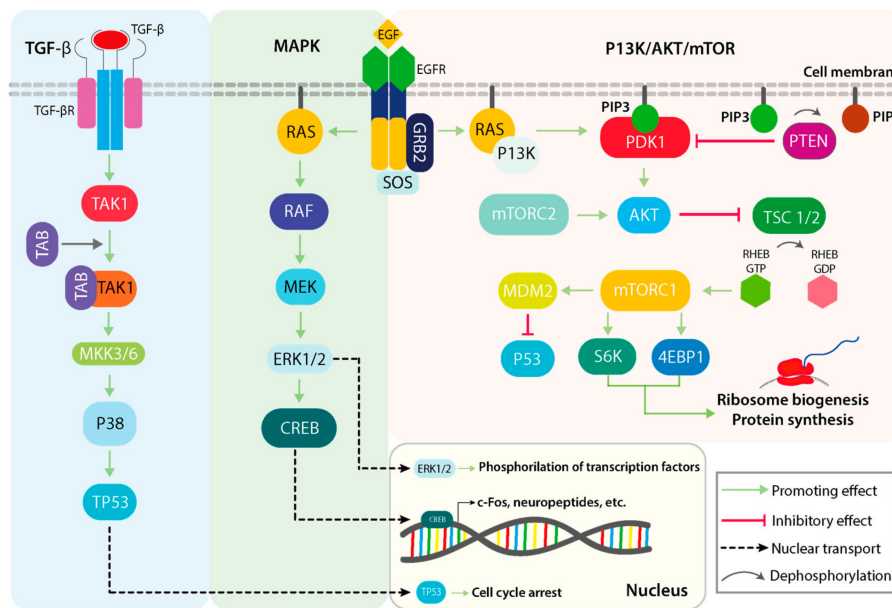 TGF-β
TGF-β
TGF-βR
TAK1
TAB
TAB
TAK1
MKK3/6
P38
TP53
MAPK
EGF
EGFR
GRB2
SOS
RAS
RAF
MEK
ERK1/2
CREB
P13K/AKT/mTOR
Cell membran
RAS
P13K
PIP3
PDK1
PIP3
PTEN
PIP
mTORC2
AKT
TSC 1/2
RHEB
GTP
RHEB
GDP
MDM2
mTORC1
P53
S6K
4EBP1
Ribosome biogenesis
Protein synthesis
ERK1/2
Phosphorilation of transcription factors
c-Fos, neuropeptides, etc.
CREB
TP53
Cell cycle arrest
Nucleus
Promoting effect
Inhibitory effect
Nuclear transport
Dephosphorylation